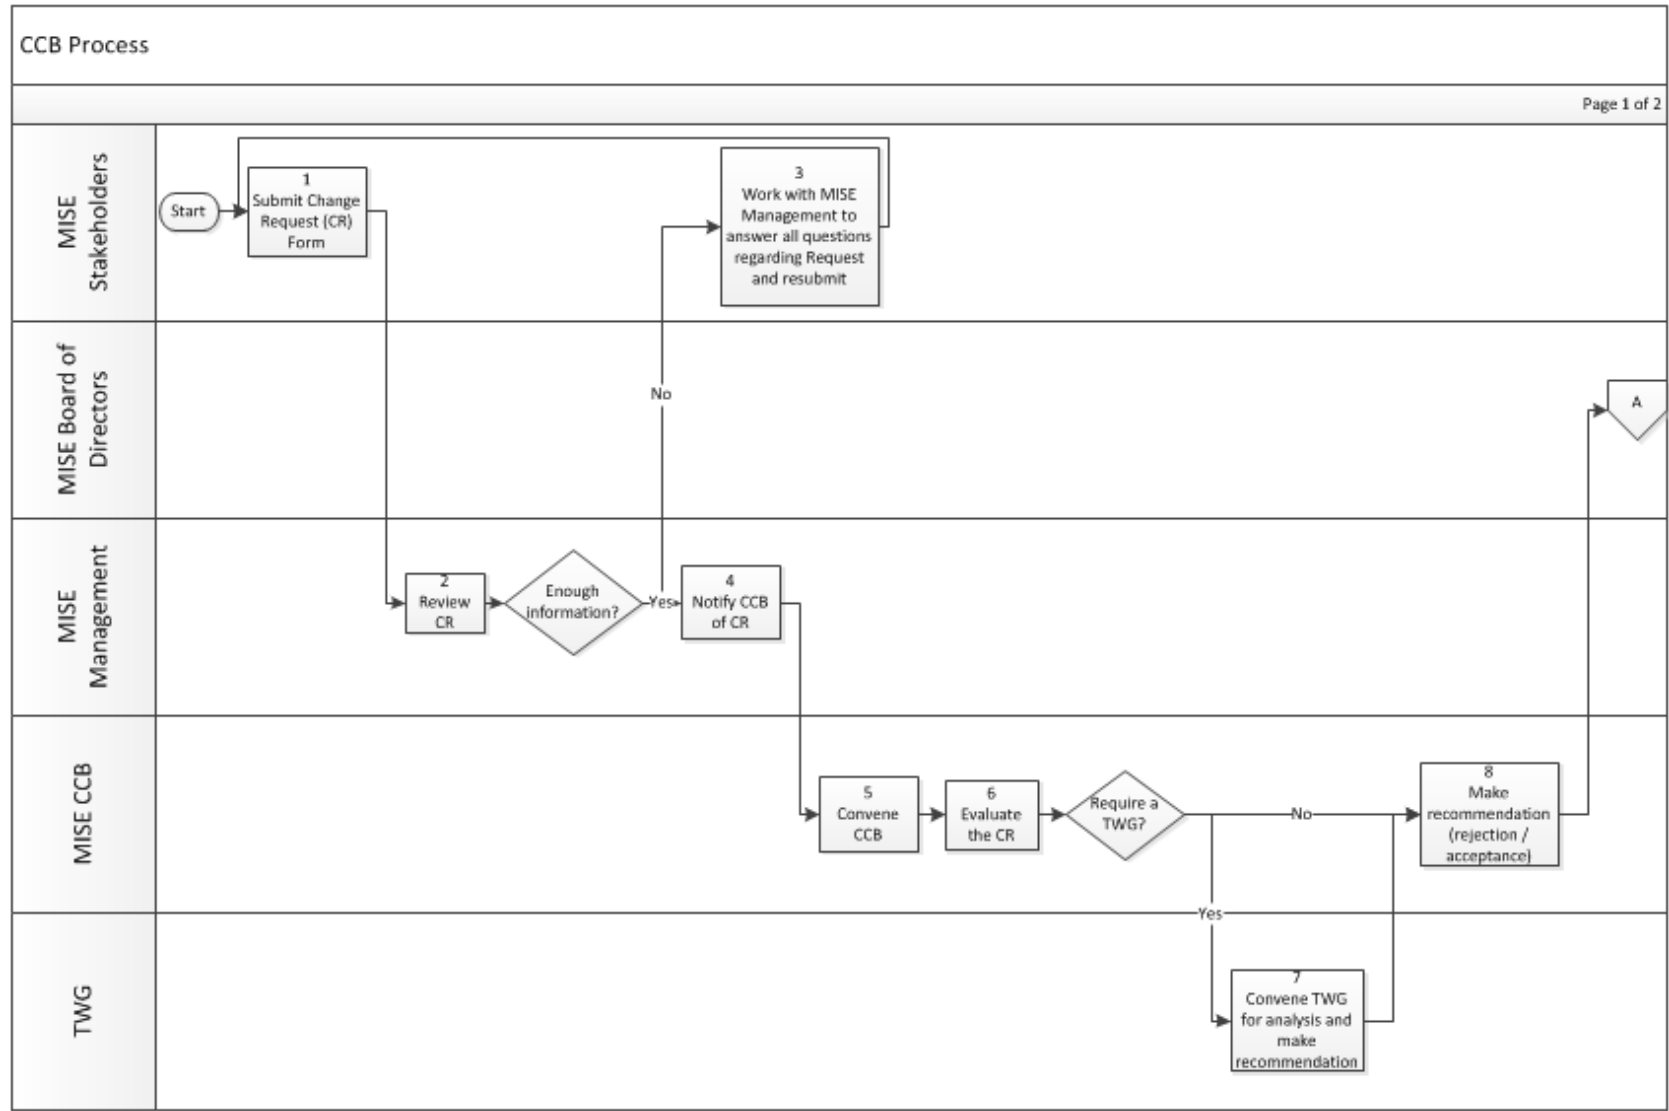 CCB Process
Page 1 of 2
MISE
Stakeholders
Start
1
Submit Change
Request (CR)
Form
3
Work with MISE
Management to
answer all questions
regarding Request
and resubmit
MISE Board of
Directors
No
A
MISE
Management
2
Review
CR
Enough
information?
Yes
4
Notify CCB
of CR
MISE CCB
5
Convene
CCB
6
Evaluate
the CR
Require a
TWG?
No
8
Make
recommendation
(rejection /
acceptance)
Yes
TWG
7
Convene TWG
for analysis and
make
recommendation